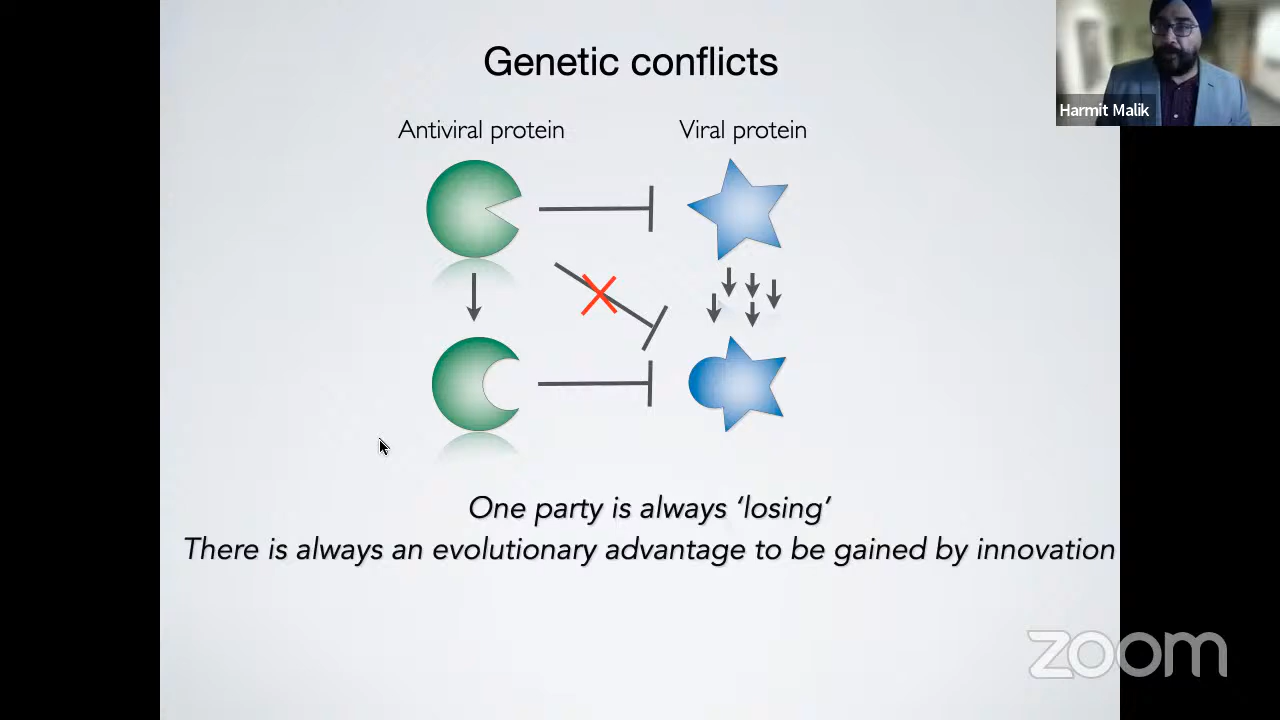 Genetic conflicts
Harmit Malik
Antiviral protein
Viral protein
One party is always ‘losing’
There is always an evolutionary advantage to be gained by innovation
zoom